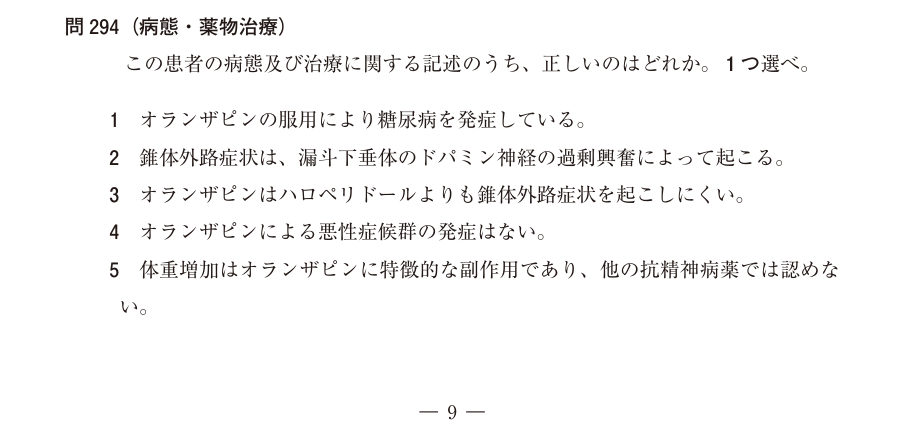 問 294（病態・薬物治療）
この患者の病態及び治療に関する記述のうち、正しいのはどれか。1つ選べ。
1 オランザピンの服用により糖尿病を発症している。
2 錐体外路症状は、漏斗下垂体のドパミン神経の過剰興奮によって起こる。
3 オランザピンはハロペリドールよりも錐体外路症状を起こしにくい。
4 オランザピンによる悪性症候群の発症はない。
5 体重増加はオランザピンに特徴的な副作用であり、他の抗精神病薬では認めな
い。
— 9 —